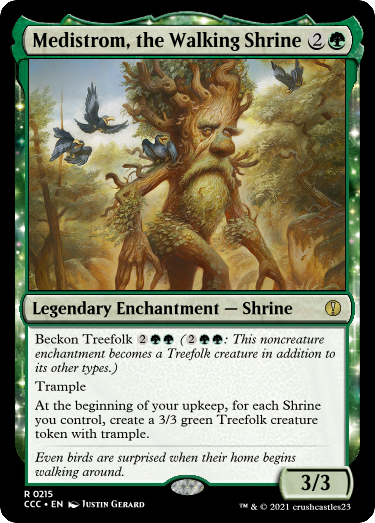 Medistrom, the Walking Shrine 2
Legendary Enchantment — Shrine
Beckon Treefolk 2 (2: This noncreature
enchantment becomes a Treefolk creature in addition to
its other types.)
Trample
At the beginning of your upkeep, for each Shrine
you control, create a 3/3 green Treefolk creature
token with trample.
Even birds are surprised when their home begins
walking around.
3/3
R 0215
CCC • EN Justin Gerard
™ & © 2021 crushcastles23